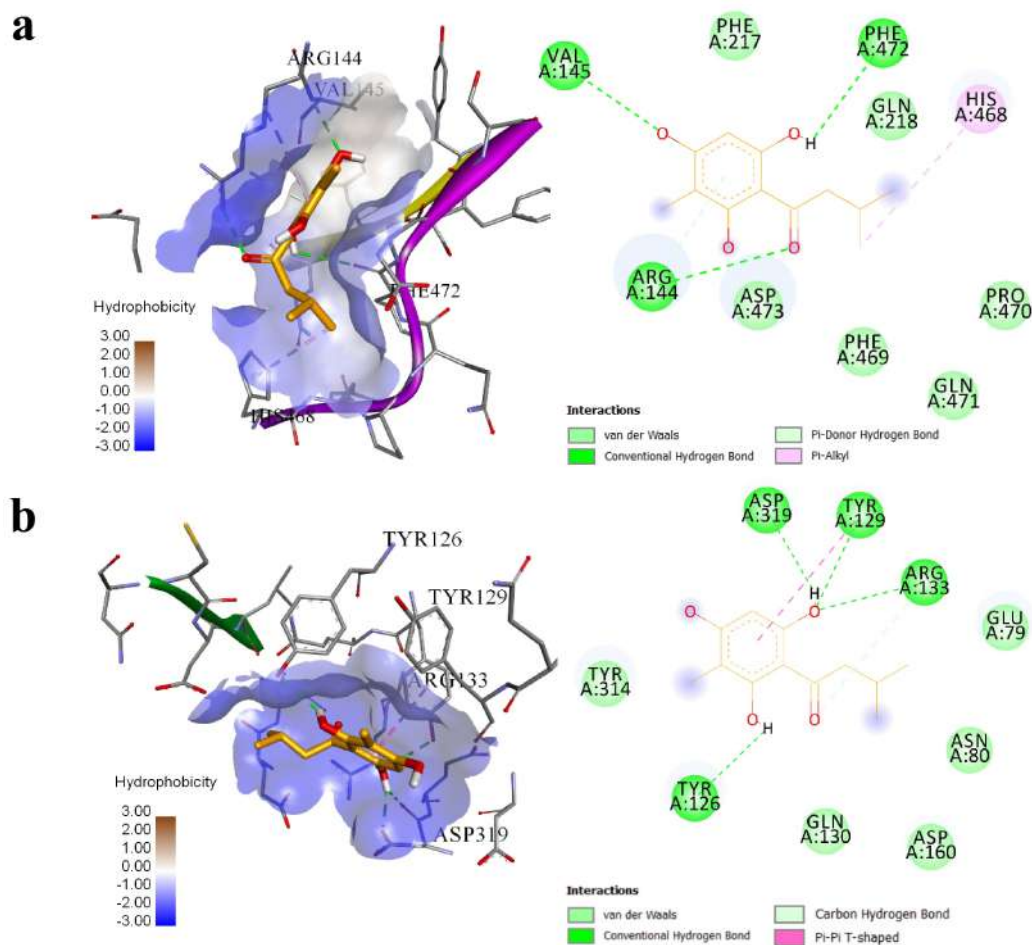 a
ARG144
VAL145
PHE472
HIS468
Hydrophobicity
3.00
2.00
1.00
0.00
-1.00
-2.00
-3.00
PHE
A:217
PHE
A:472
VAL
A:145
GLN
A:218
HIS
A:468
O
O
H
O
O
ARG
A:144
ASP
A:473
PRO
A:470
PHE
A:469
GLN
A:471
Interactions
van der Waals
Conventional Hydrogen Bond
Pi-Donor Hydrogen Bond
Pi-Alkyl
b
TYR126
TYR129
ARG133
ASP319
Hydrophobicity
3.00
2.00
1.00
0.00
-1.00
-2.00
-3.00
ASP
A:319
TYR
A:129
ARG
A:133
GLU
A:79
H
O
O
TYR
A:314
O
H
O
ASN
A:80
TYR
A:126
GLN
A:130
ASP
A:160
Interactions
van der Waals
Conventional Hydrogen Bond
Carbon Hydrogen Bond
Pi-Pi T-shaped